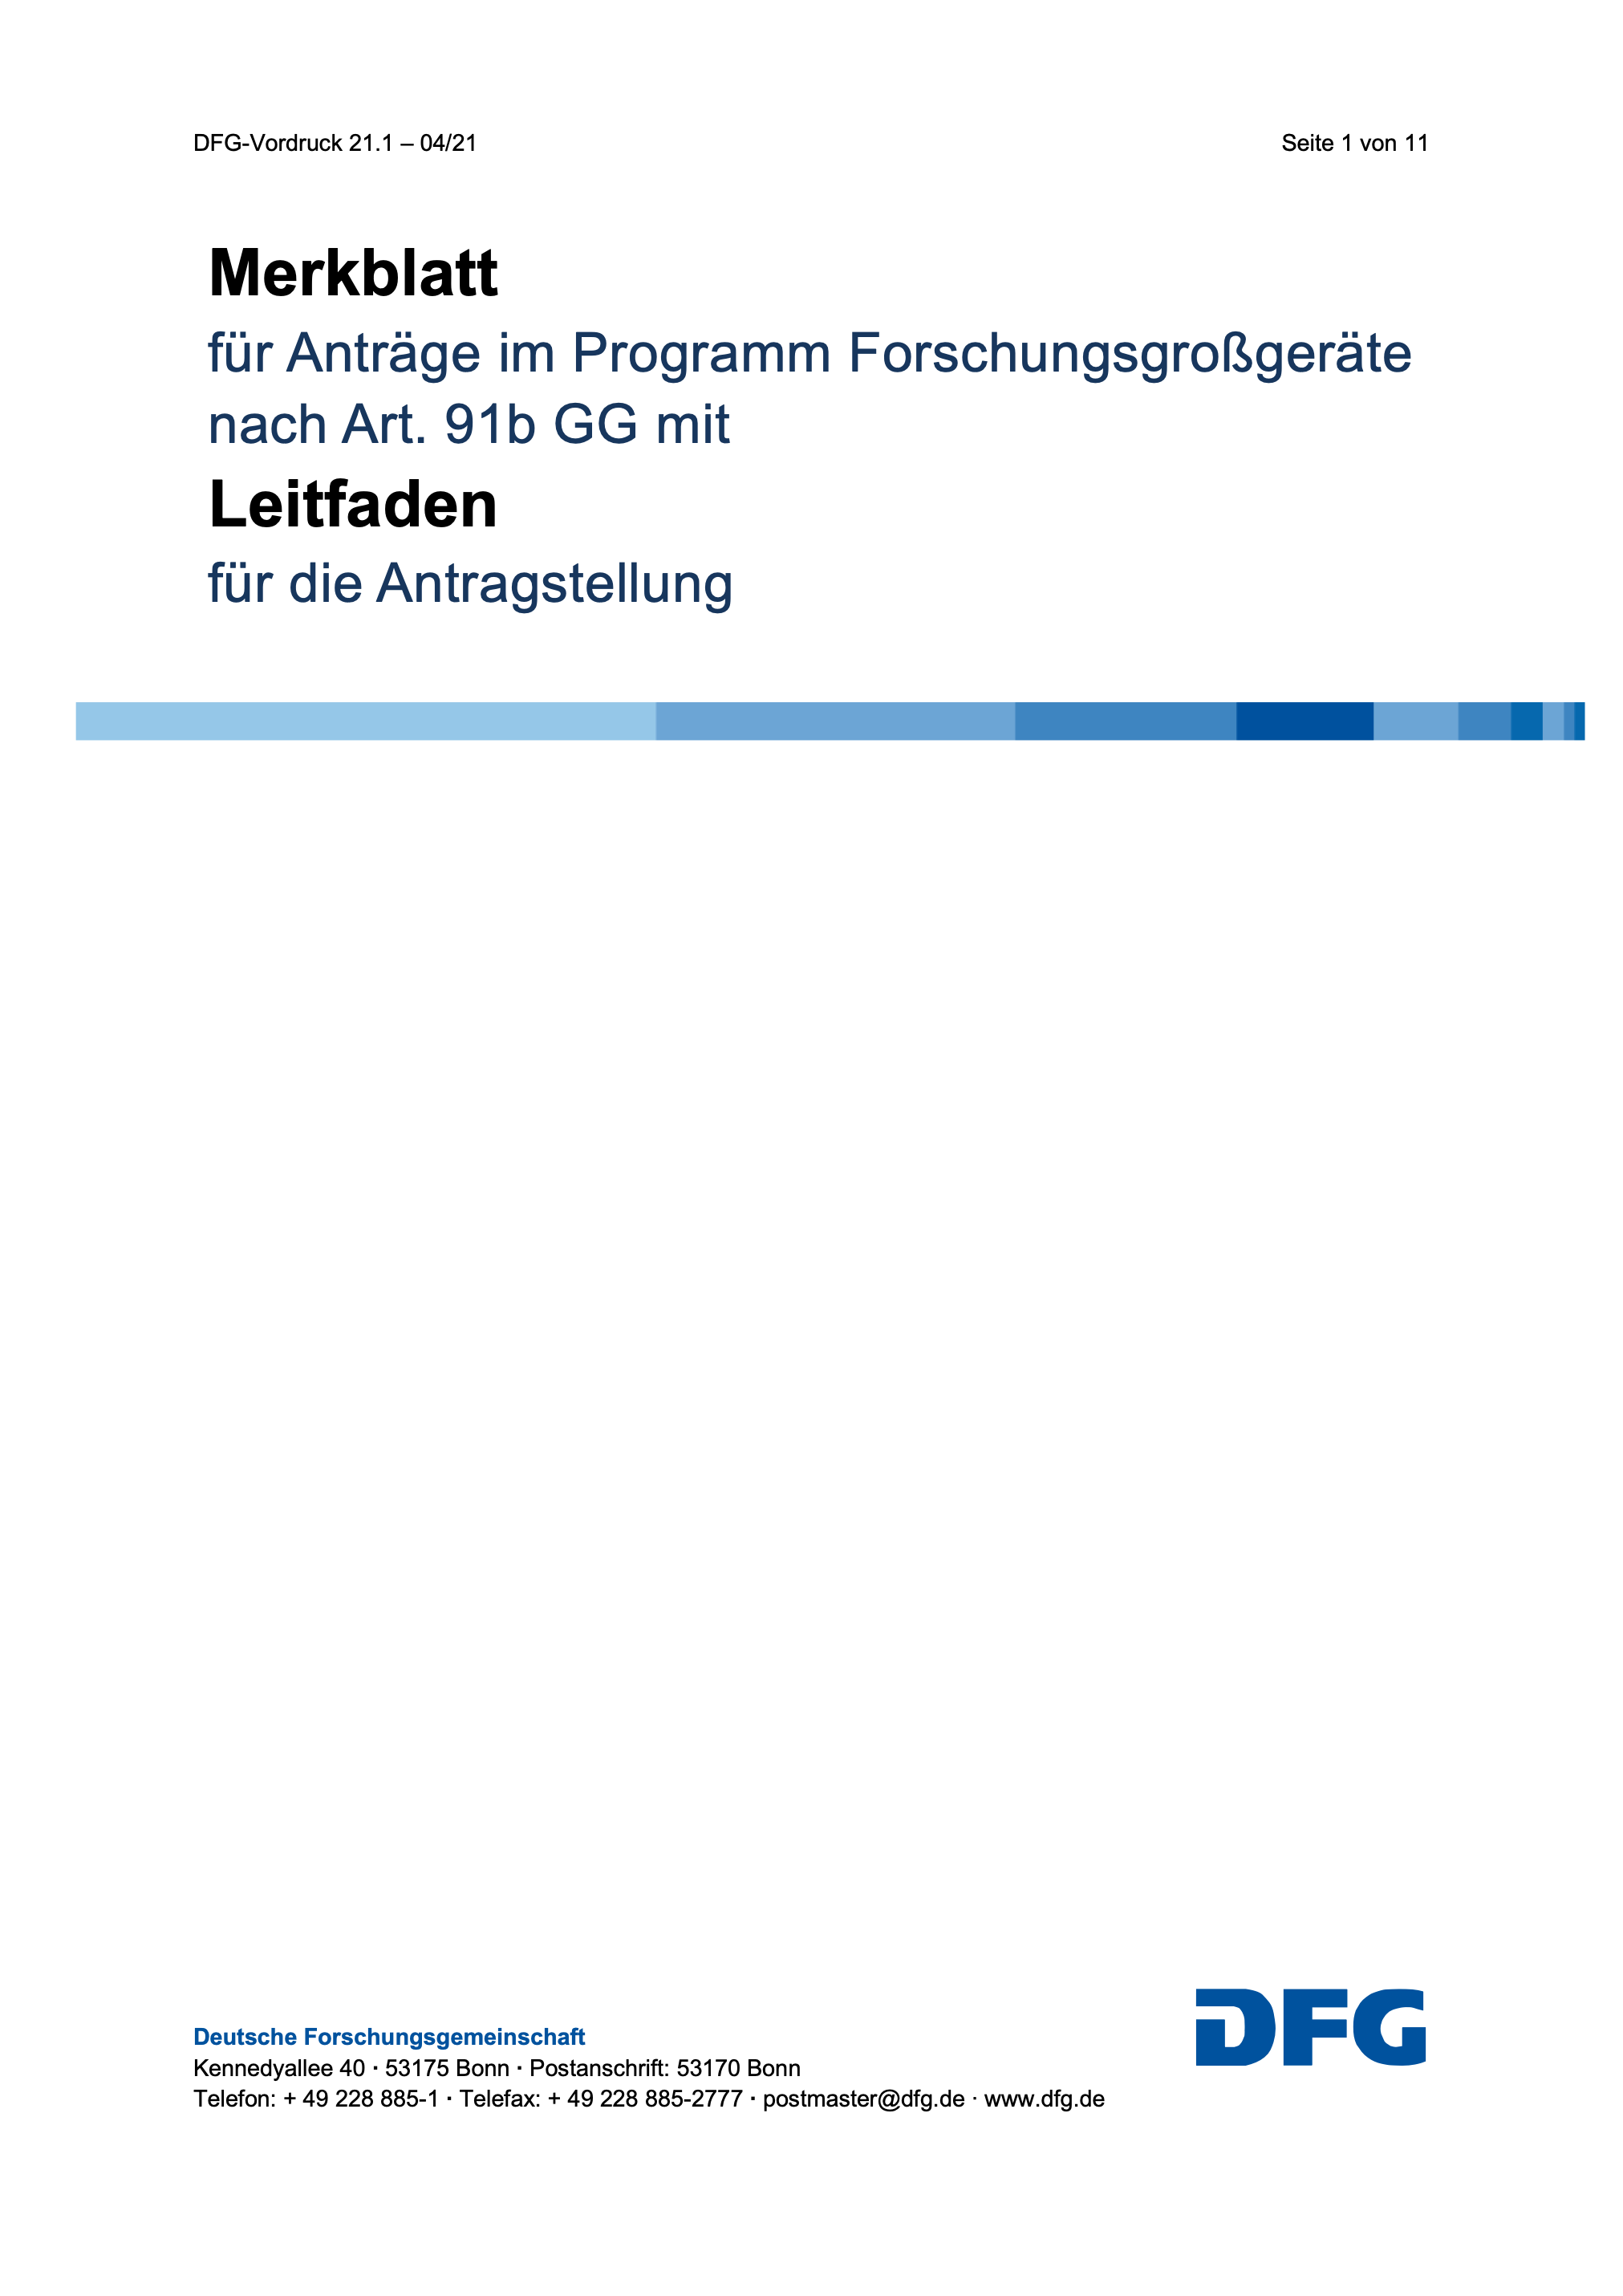 DFG-Vordruck 21.1 – 04/21 Seite 1 von 11
Merkblatt
für Anträge im Programm Forschungsgroßgeräte
nach Art. 91b GG mit
Leitfaden
für die Antragstellung
DFG
Deutsche Forschungsgemeinschaft
Kennedyallee 40 · 53175 Bonn · Postanschrift: 53170 Bonn
Telefon: + 49 228 885-1 · Telefax: + 49 228 885-2777 · postmaster@dfg.de · www.dfg.de